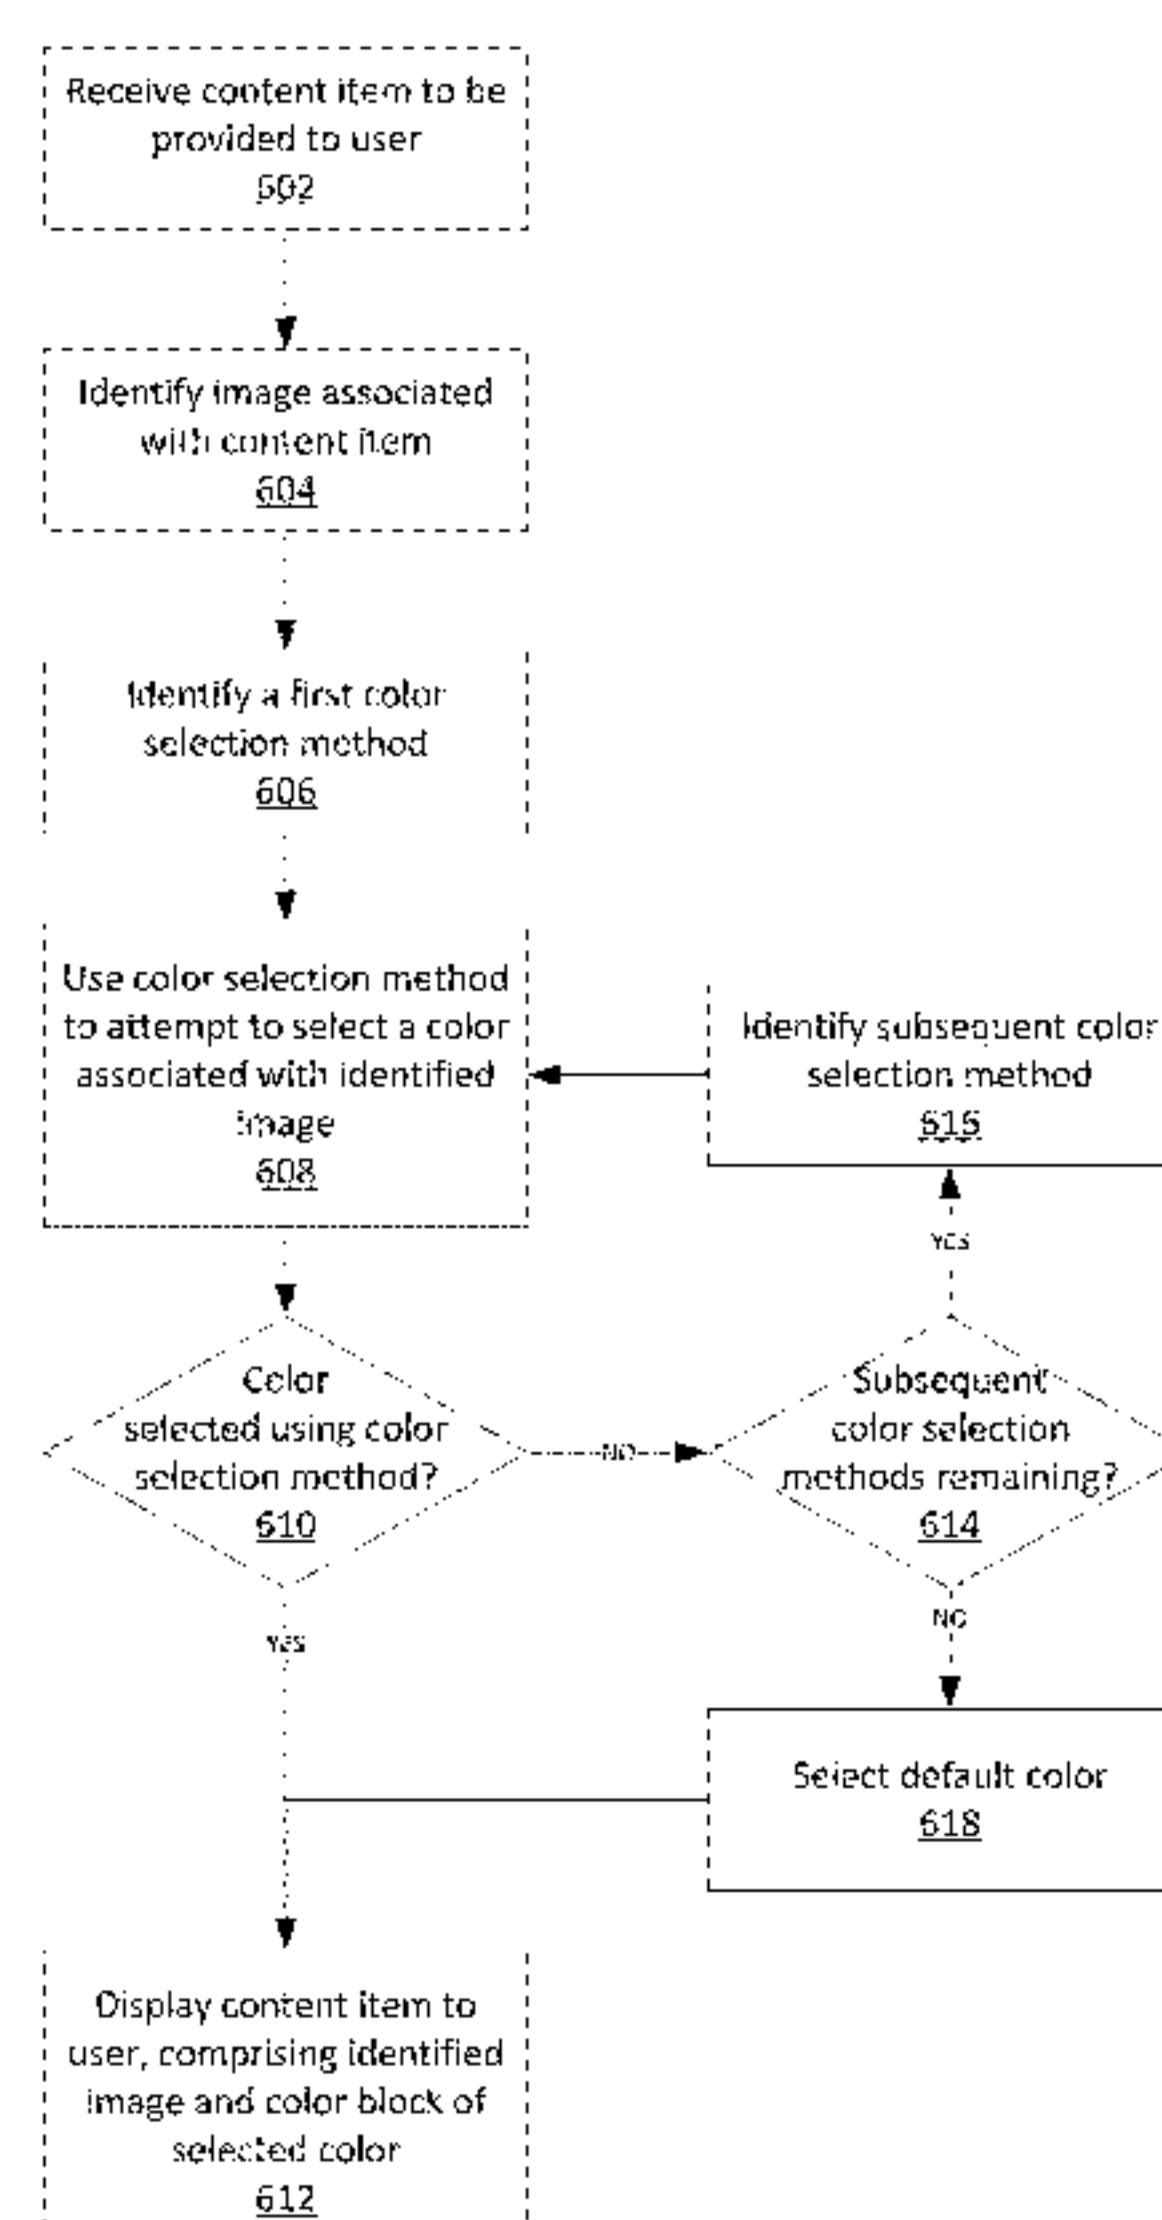 Receive content item to be
provided to user
602
Identify image associated
with content item
604
Identify a first color
selection method
606
Use color selection method
to attempt to select a color
associated with identified
image
608
Identify subsequent color
selection method
616
Yes
Color
selected using color
selection method?
610
NO
Subsequent
color selection
methods remaining?
614
Yes
NO
Select default color
618
Display content item to
user, comprising identified
image and color block of
selected color
612